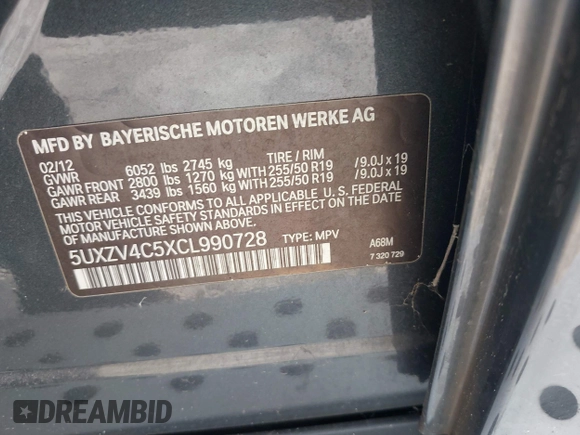 MFD BY BAYERISCHE MOTOREN WERKE AG
02/12 TIRE / RIM
GVWR 6052 lbs 2745 kg
GAWR FRONT 2800 lbs 1270 kg WITH 255/50 R19 /9.0J x 19
GAWR REAR 3439 lbs 1560 kg WITH 255/50 R19 /9.0J x 19
THIS VEHICLE CONFORMS TO ALL APPLICABLE U. S. FEDERAL
MOTOR VEHICLE SAFETY STANDARDS IN EFFECT ON THE DATE
OF MANUFACTURE SHOWN ABOVE.
5UXZV4C5XCL990728 TYPE: MPV A68M
7 320 729
DREAMBID